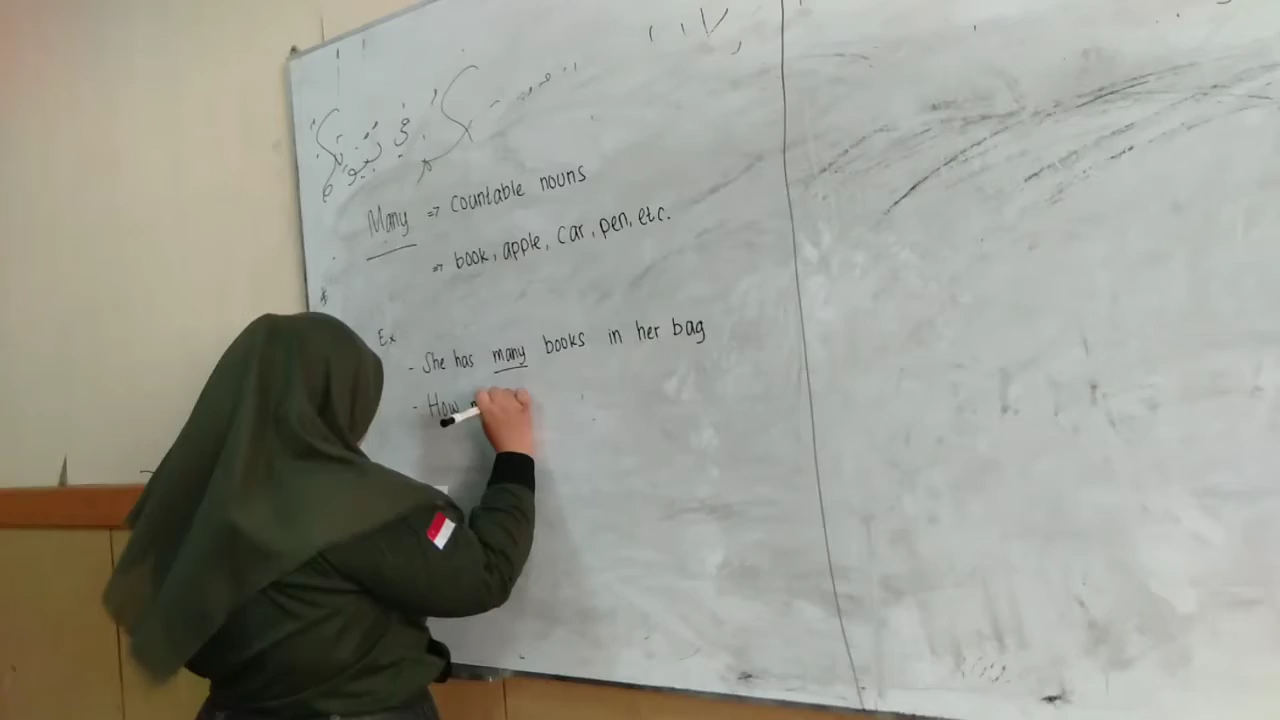 Many => countable nouns
=> book, apple, car, pen, etc.
Ex
- She has many books in her bag
- How